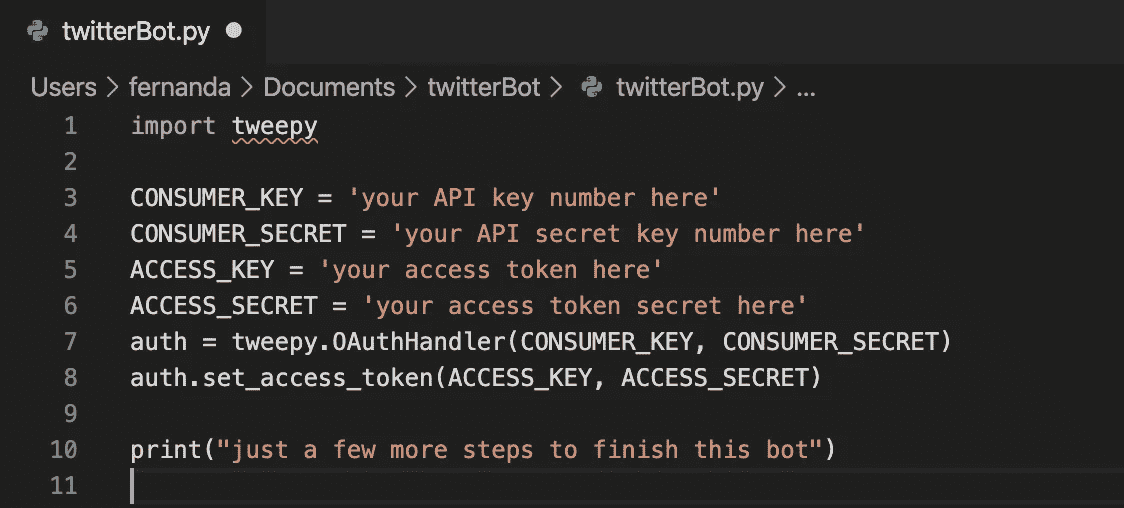 twitterBot.py
Users > fernanda > Documents > twitterBot > twitterBot.py > ...
1 import tweepy
2
3 CONSUMER_KEY = 'your API key number here'
4 CONSUMER_SECRET = 'your API secret key number here'
5 ACCESS_KEY = 'your access token here'
6 ACCESS_SECRET = 'your access token secret here'
7 auth = tweepy.OAuthHandler(CONSUMER_KEY, CONSUMER_SECRET)
8 auth.set_access_token(ACCESS_KEY, ACCESS_SECRET)
9
10 print("just a few more steps to finish this bot")
11